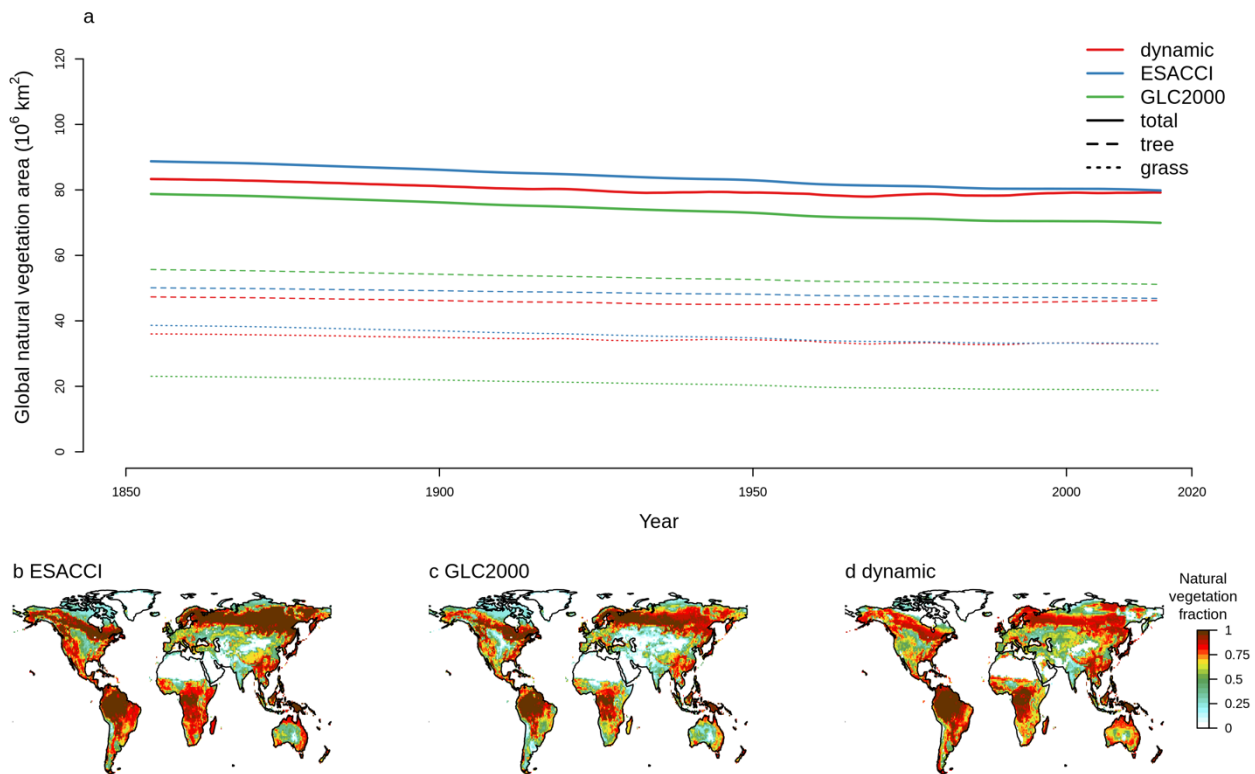 a
Global natural vegetation area (10⁶ km²)
120
100
80
60
40
20
0
dynamic
ESACCI
GLC2000
total
tree
grass
1850
1900
1950
2000
2020
Year
b ESACCI
c GLC2000
d dynamic
Natural
vegetation
fraction
1
0.75
0.5
0.25
0